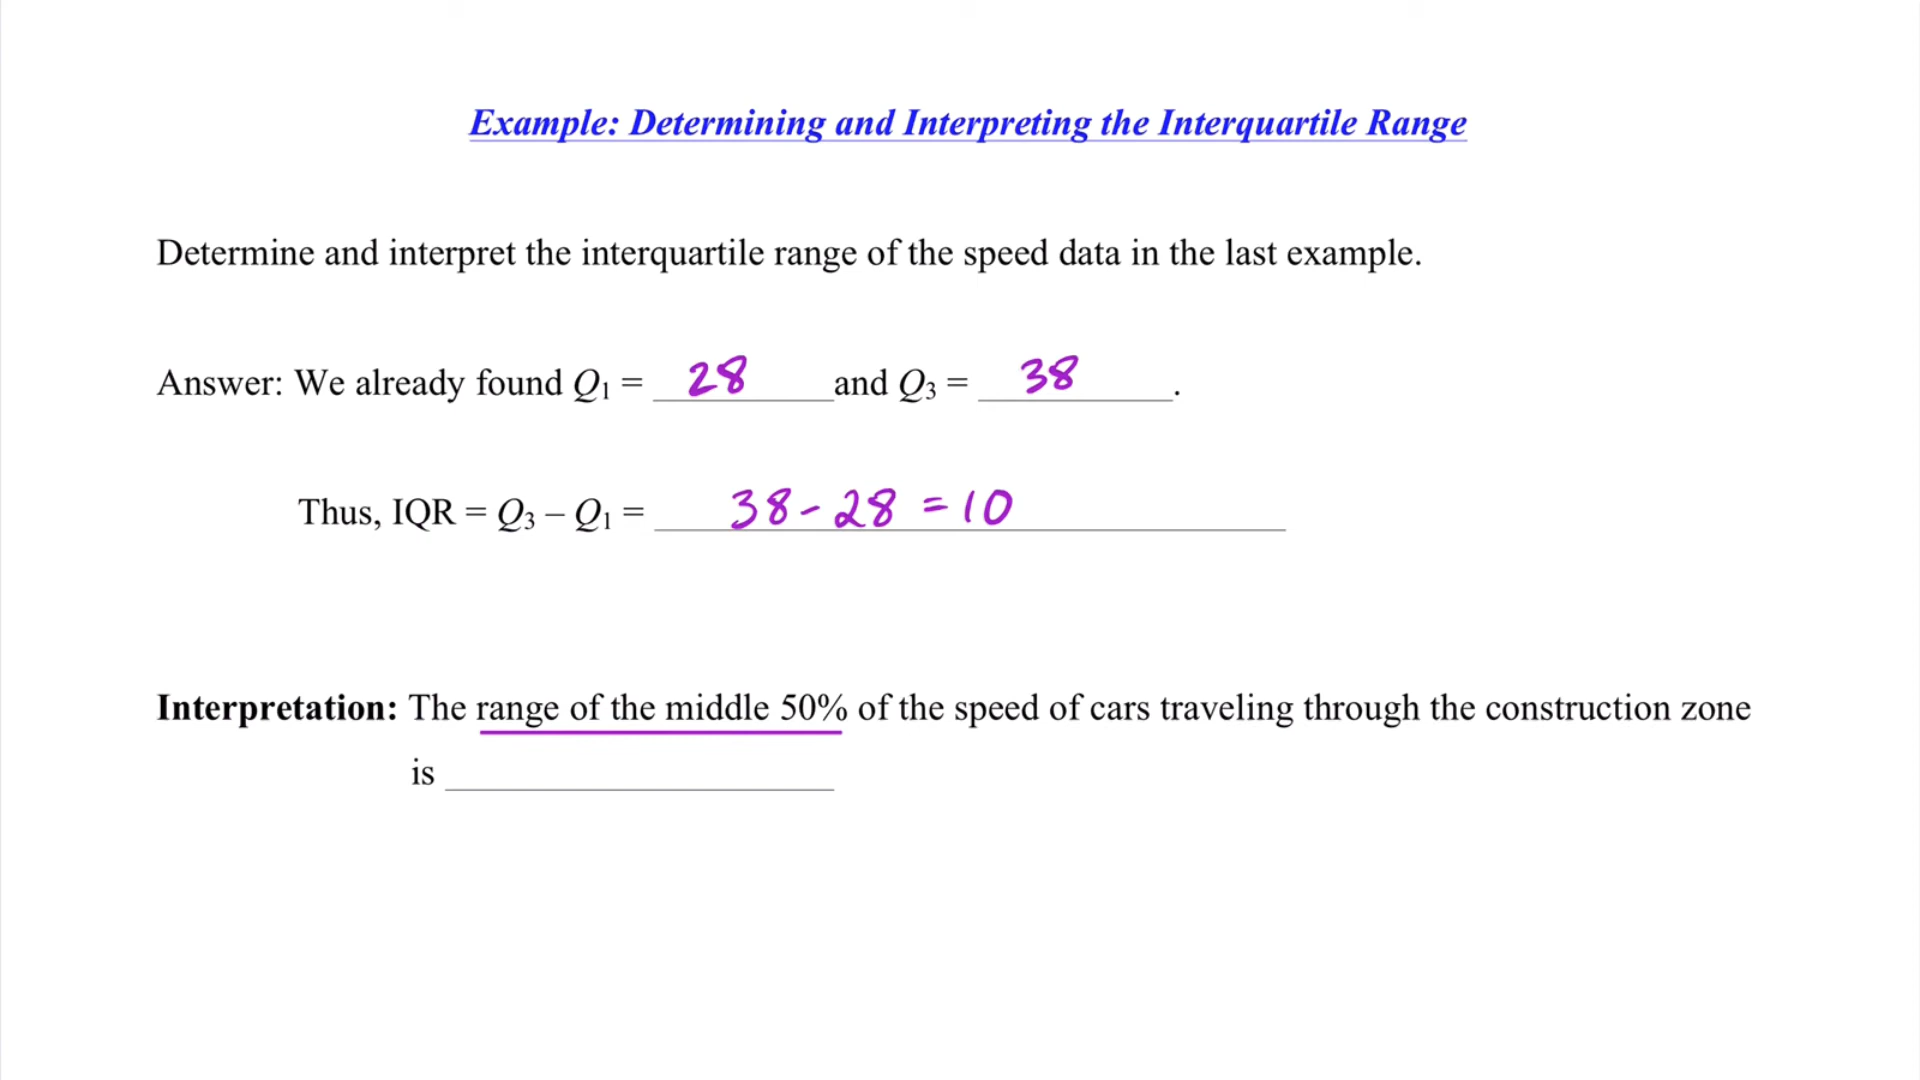 Example: Determining and Interpreting the Interquartile Range
Determine and interpret the interquartile range of the speed data in the last example.
Answer: We already found Q₁ = 28 and Q₃ = 38.
Thus, IQR = Q₃ – Q₁ = 38 - 28 = 10
Interpretation: The range of the middle 50% of the speed of cars traveling through the construction zone
is